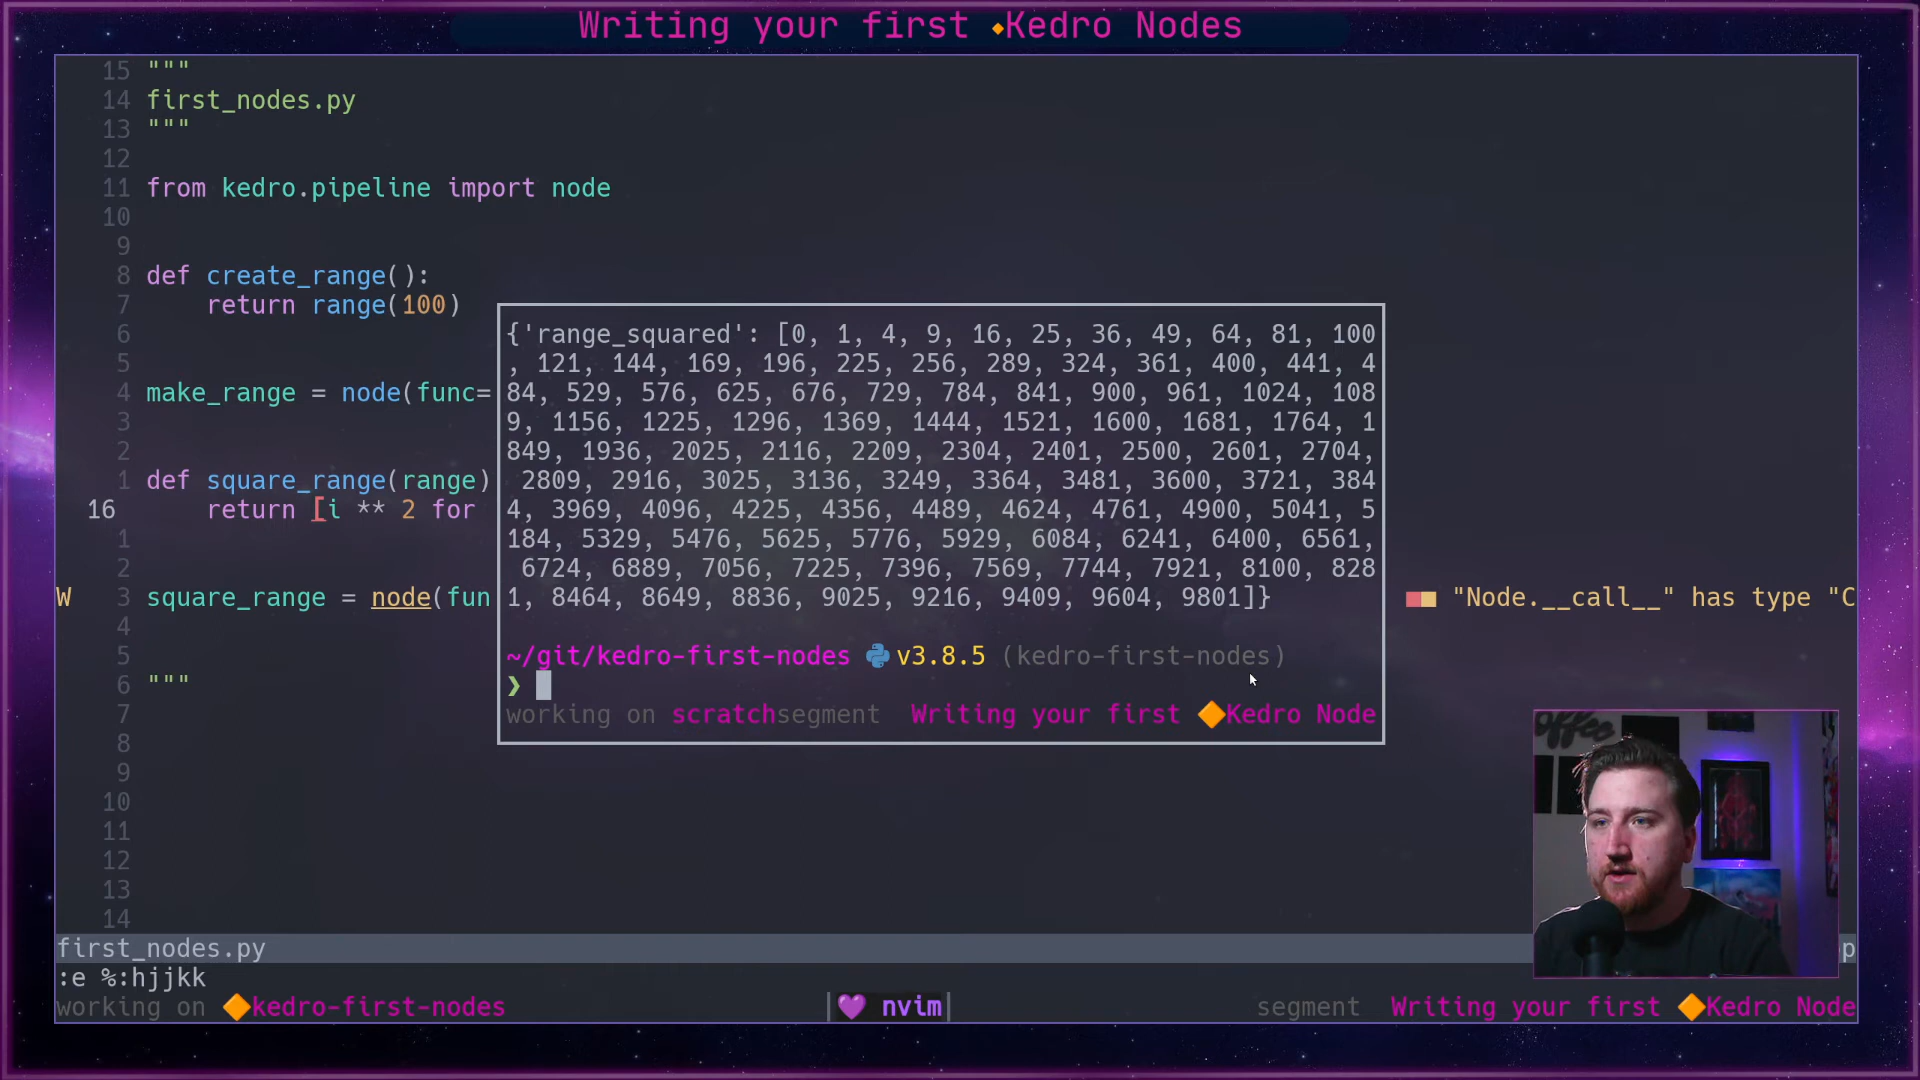 Writing your first 🔶Kedro Nodes
15 """
14 first_nodes.py
13 """
12
11 from kedro.pipeline import node
10
9
8 def create_range():
7 return range(100)
6
5
4 make_range = node(func=
3
2
1 def square_range(range)
16 return [i ** 2 for
1
2
W 3 square_range = node(fun
4
5
6 """
7
8
9
10
11
12
13
14
{'range_squared': [0, 1, 4, 9, 16, 25, 36, 49, 64, 81, 100
, 121, 144, 169, 196, 225, 256, 289, 324, 361, 400, 441, 4
84, 529, 576, 625, 676, 729, 784, 841, 900, 961, 1024, 108
9, 1156, 1225, 1296, 1369, 1444, 1521, 1600, 1681, 1764, 1
849, 1936, 2025, 2116, 2209, 2304, 2401, 2500, 2601, 2704,
2809, 2916, 3025, 3136, 3249, 3364, 3481, 3600, 3721, 384
4, 3969, 4096, 4225, 4356, 4489, 4624, 4761, 4900, 5041, 5
184, 5329, 5476, 5625, 5776, 5929, 6084, 6241, 6400, 6561,
6724, 6889, 7056, 7225, 7396, 7569, 7744, 7921, 8100, 828
1, 8464, 8649, 8836, 9025, 9216, 9409, 9604, 9801]}
~/git/kedro-first-nodes 🐍v3.8.5 (kedro-first-nodes)
❯
working on scratchsegment Writing your first 🔶Kedro Node
"Node.__call__" has type "C
offee
first_nodes.py p
:e %:hjjkk
working on 🔶kedro-first-nodes |💜 nvim| segment Writing your first 🔶Kedro Node